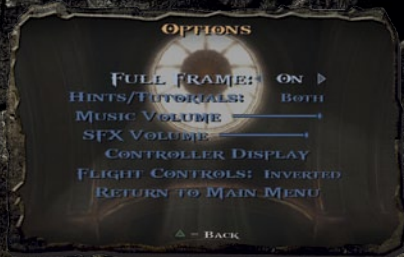 Options
Full Frame: On
Hints/Tutorials: Both
Music Volume
SFX Volume
Controller Display
Flight Controls: Inverted
Return to Main Menu
△ – Back